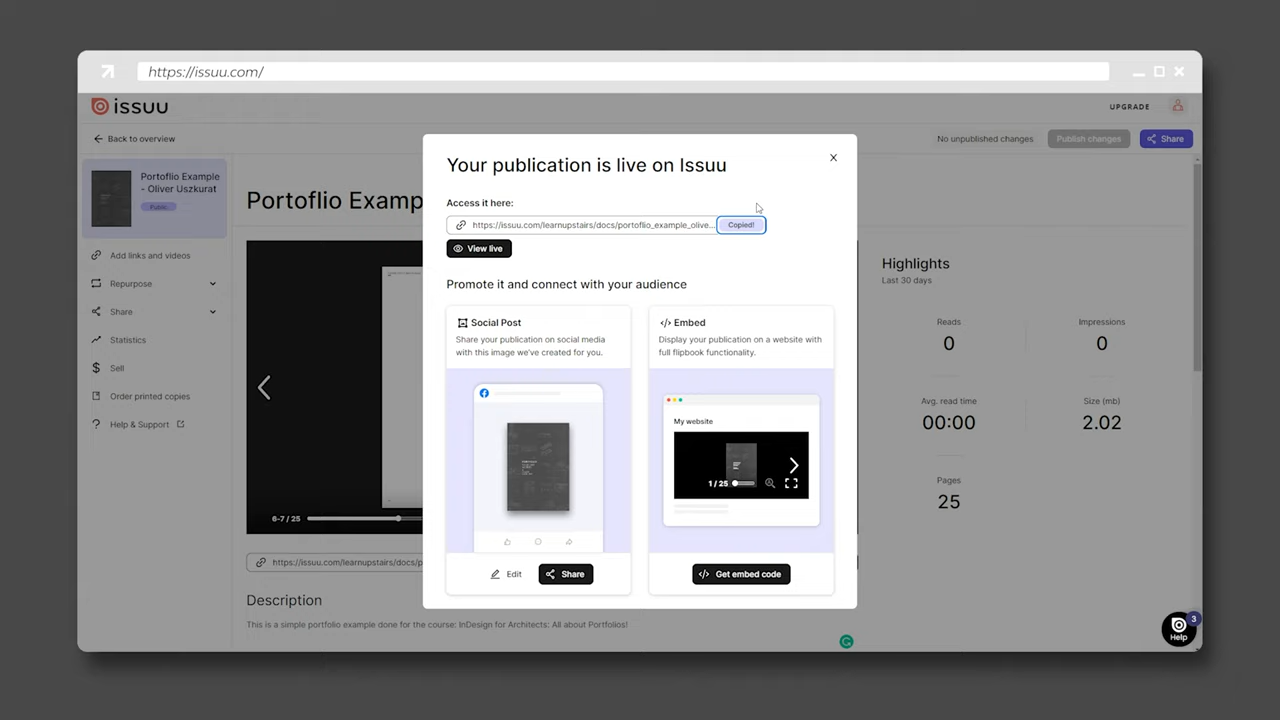 https://issuu.com/
issuu
UPGRADE
Back to overview
No unpublished changes
Publish changes
Share
Portoflio Example
- Oliver Uszkurat
Public
Add links and videos
Repurpose
Share
Statistics
Sell
Order printed copies
Help & Support
Portoflio Examp
6-7 / 25
https://issuu.com/learnupstairs/docs/p
Description
This is a simple portfolio example done for the course: InDesign for Architects: All about Portfolios!
Your publication is live on Issuu
Access it here:
https://issuu.com/learnupstairs/docs/portoflio_example_olive...
Copied!
View live
Promote it and connect with your audience
Social Post
Share your publication on social media
with this image we've created for you.
Edit
Share
</> Embed
Display your publication on a website with
full flipbook functionality.
My website
1 / 25
</> Get embed code
Highlights
Last 30 days
Reads
0
Impressions
0
Avg. read time
00:00
Size (mb)
2.02
Pages
25
3
Help